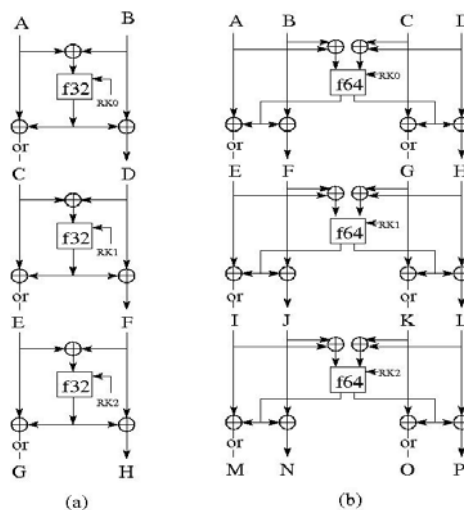 A B
f32
RK0
or
C D
f32
RK1
or
E F
f32
RK2
or
G H
(a)
A B C D
f64
RK0
or or
E F G H
f64
RK1
or or
I J K L
f64
RK2
or or
M N O P
(b)